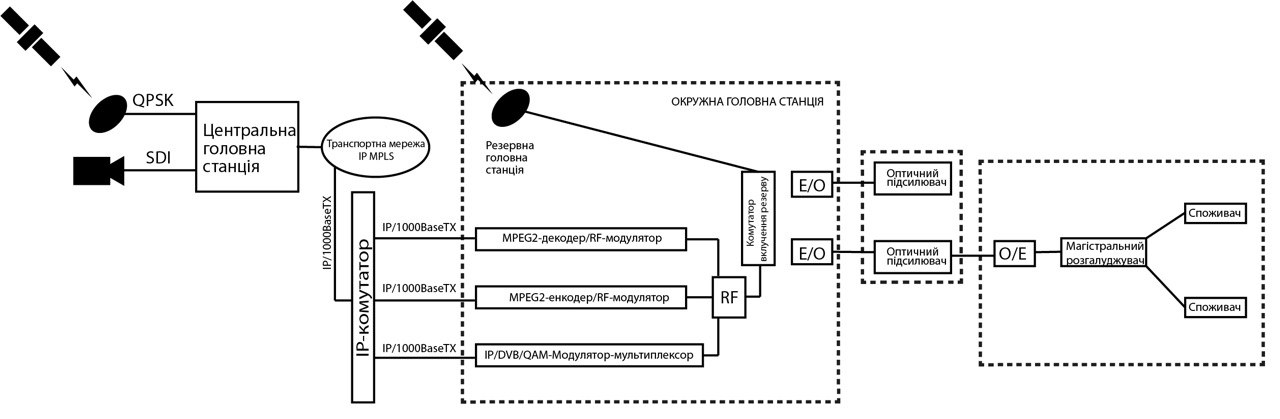 QPSK
SDI
Центральна
головна
станція
Транспортна мережа
IP MPLS
IP/1000BaseTX
IP-комутатор
IP/1000BaseTX
IP/1000BaseTX
IP/1000BaseTX
ОКРУЖНА ГОЛОВНА СТАНЦІЯ
Резервна
головна
станція
MPEG2-декодер/RF-модулятор
MPEG2-енкодер/RF-модулятор
IP/DVB/QAM-Модулятор-мультиплексор
RF
Комутатор
вклучення резерву
E/O
E/O
Оптичний
підсилювач
Оптичний
підсилювач
O/E
Магістральний
розгалуджувач
Споживач
Споживач